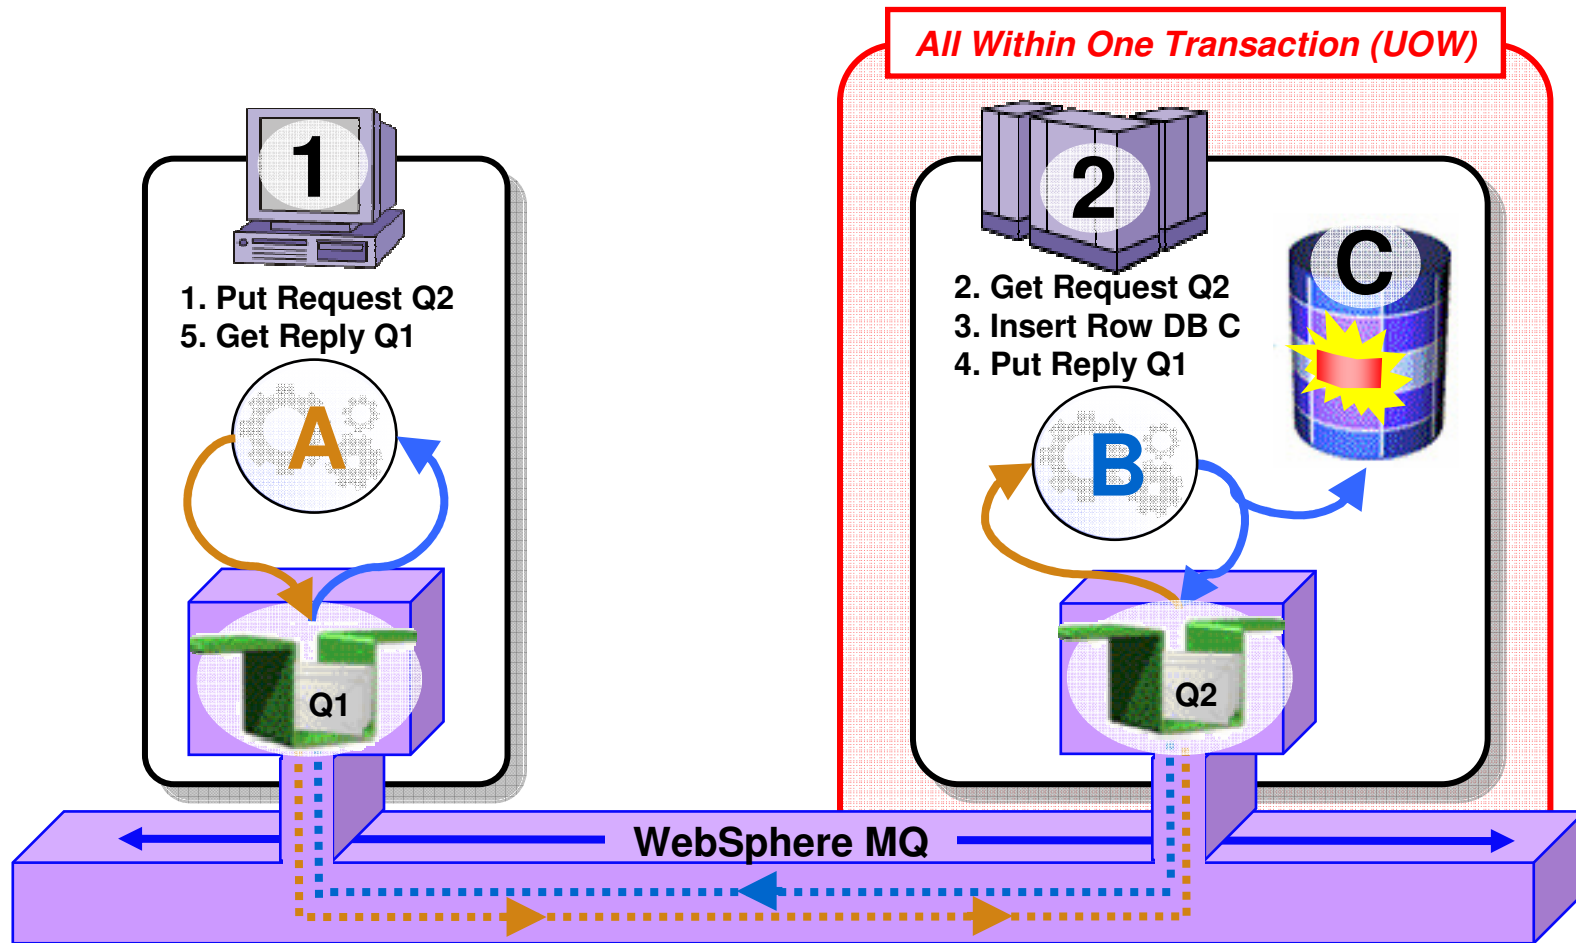 All Within One Transaction (UOW)
1
1. Put Request Q2
5. Get Reply Q1
A
Q1
2
2. Get Request Q2
3. Insert Row DB C
4. Put Reply Q1
C
B
Q2
WebSphere MQ